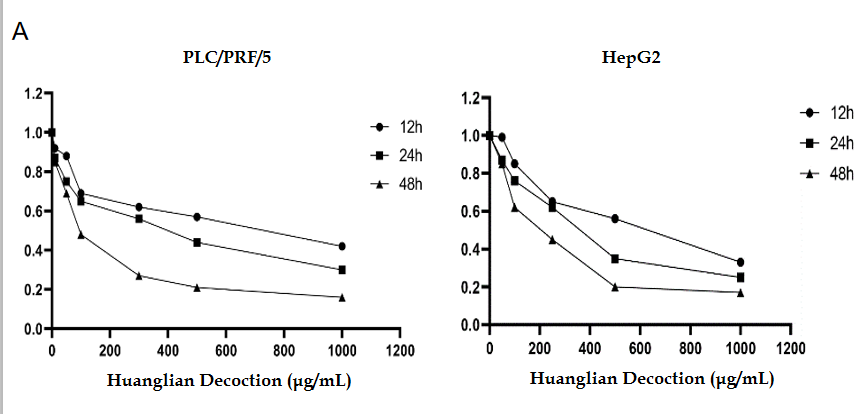 A
PLC/PRF/5
1.2
1.0
0.8
0.6
0.4
0.2
0.0
0 200 400 600 800 1000 1200
Huanglian Decoction (μg/mL)
12h
24h
48h
HepG2
1.2
1.0
0.8
0.6
0.4
0.2
0.0
0 200 400 600 800 1000 1200
Huanglian Decoction (μg/mL)
12h
24h
48h